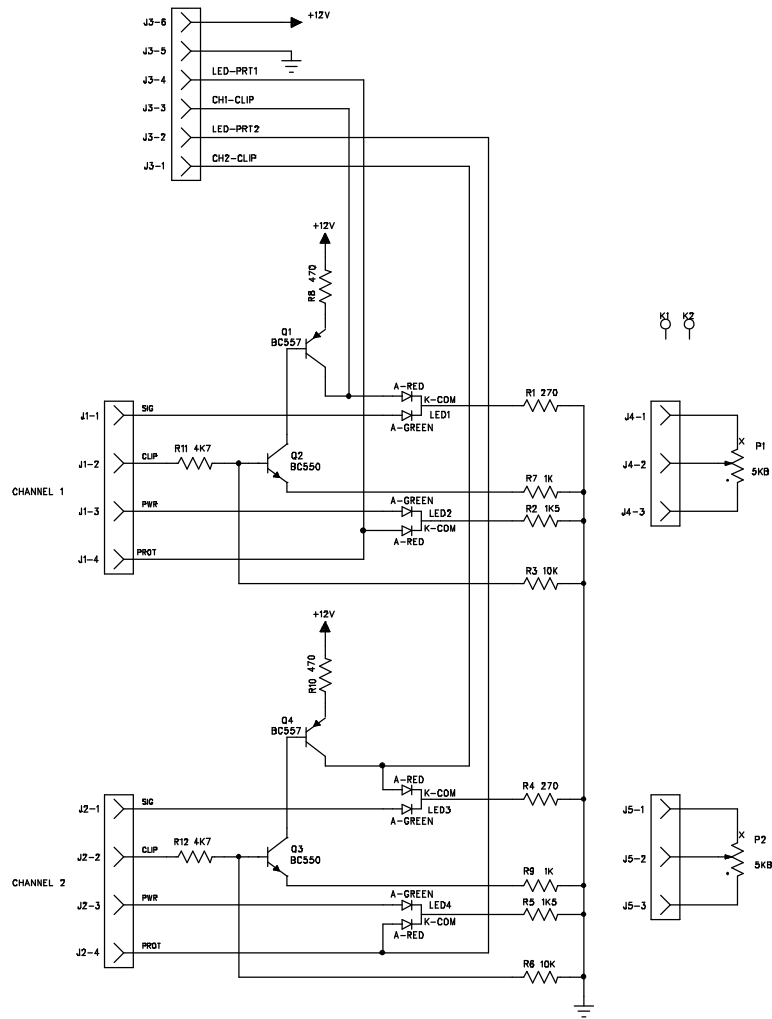 J3-6
+12V
J3-5
J3-4
LED-PRT1
J3-3
CH1-CLIP
J3-2
LED-PRT2
J3-1
CH2-CLIP
+12V
R8 470
Q1
BC557
K1 K2
A-RED
K-COM
R1 270
J1-1
SIG
LED1
A-GREEN
J4-1
P1
R11 4K7
Q2
BC550
J1-2
CLIP
J4-2
X
5KB
CHANNEL 1
R7 1K
A-GREEN
J1-3
PWR
LED2
R2 1K5
K-COM
J4-3
A-RED
J1-4
PROT
R3 10K
+12V
R10 470
Q4
BC557
A-RED
K-COM
R4 270
J2-1
SIG
LED3
A-GREEN
J5-1
X
P2
R12 4K7
Q3
BC550
J2-2
CLIP
J5-2
5KB
CHANNEL 2
R9 1K
A-GREEN
J2-3
PWR
LED4
R5 1K5
K-COM
J5-3
A-RED
J2-4
PROT
R6 10K